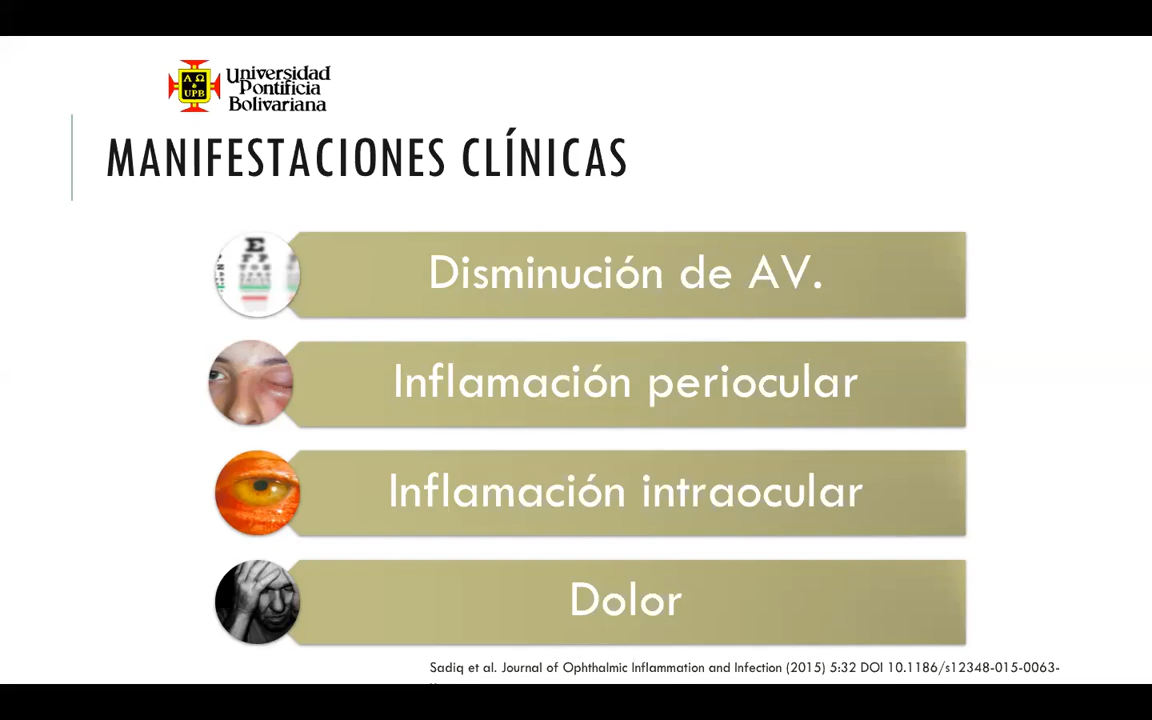 Universidad
Pontificia
Bolivariana
Α Ω
UPB
MANIFESTACIONES CLÍNICAS
E
Disminución de AV.
Inflamación periocular
Inflamación intraocular
Dolor
Sadiq et al. Journal of Ophthalmic Inflammation and Infection (2015) 5:32 DOI 10.1186/s12348-015-0063-